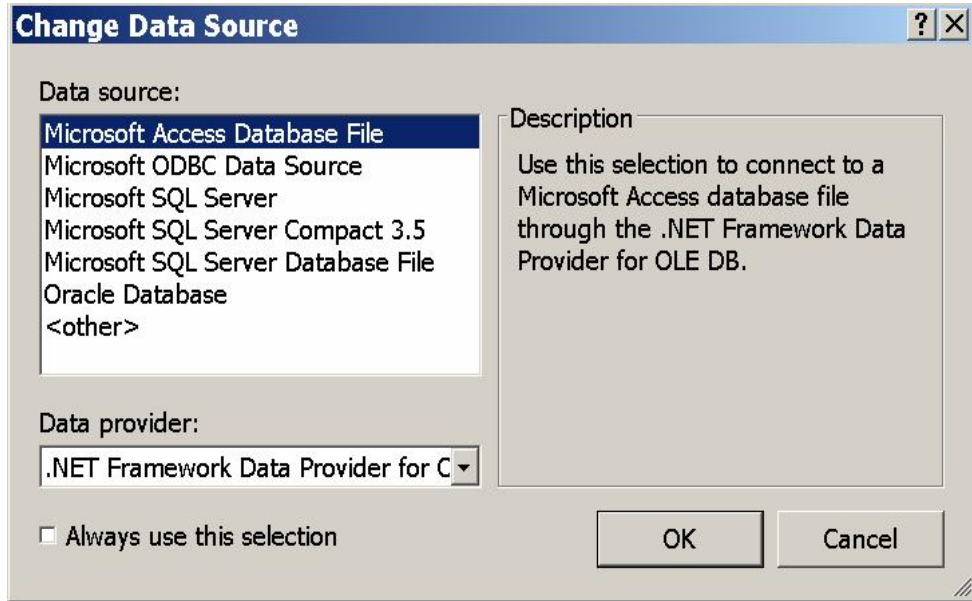 Change Data Source
Data source:
Microsoft Access Database File
Microsoft ODBC Data Source
Microsoft SQL Server
Microsoft SQL Server Compact 3.5
Microsoft SQL Server Database File
Oracle Database
<other>
Description
Use this selection to connect to a
Microsoft Access database file
through the .NET Framework Data
Provider for OLE DB.
Data provider:
.NET Framework Data Provider for O
Always use this selection
OK
Cancel